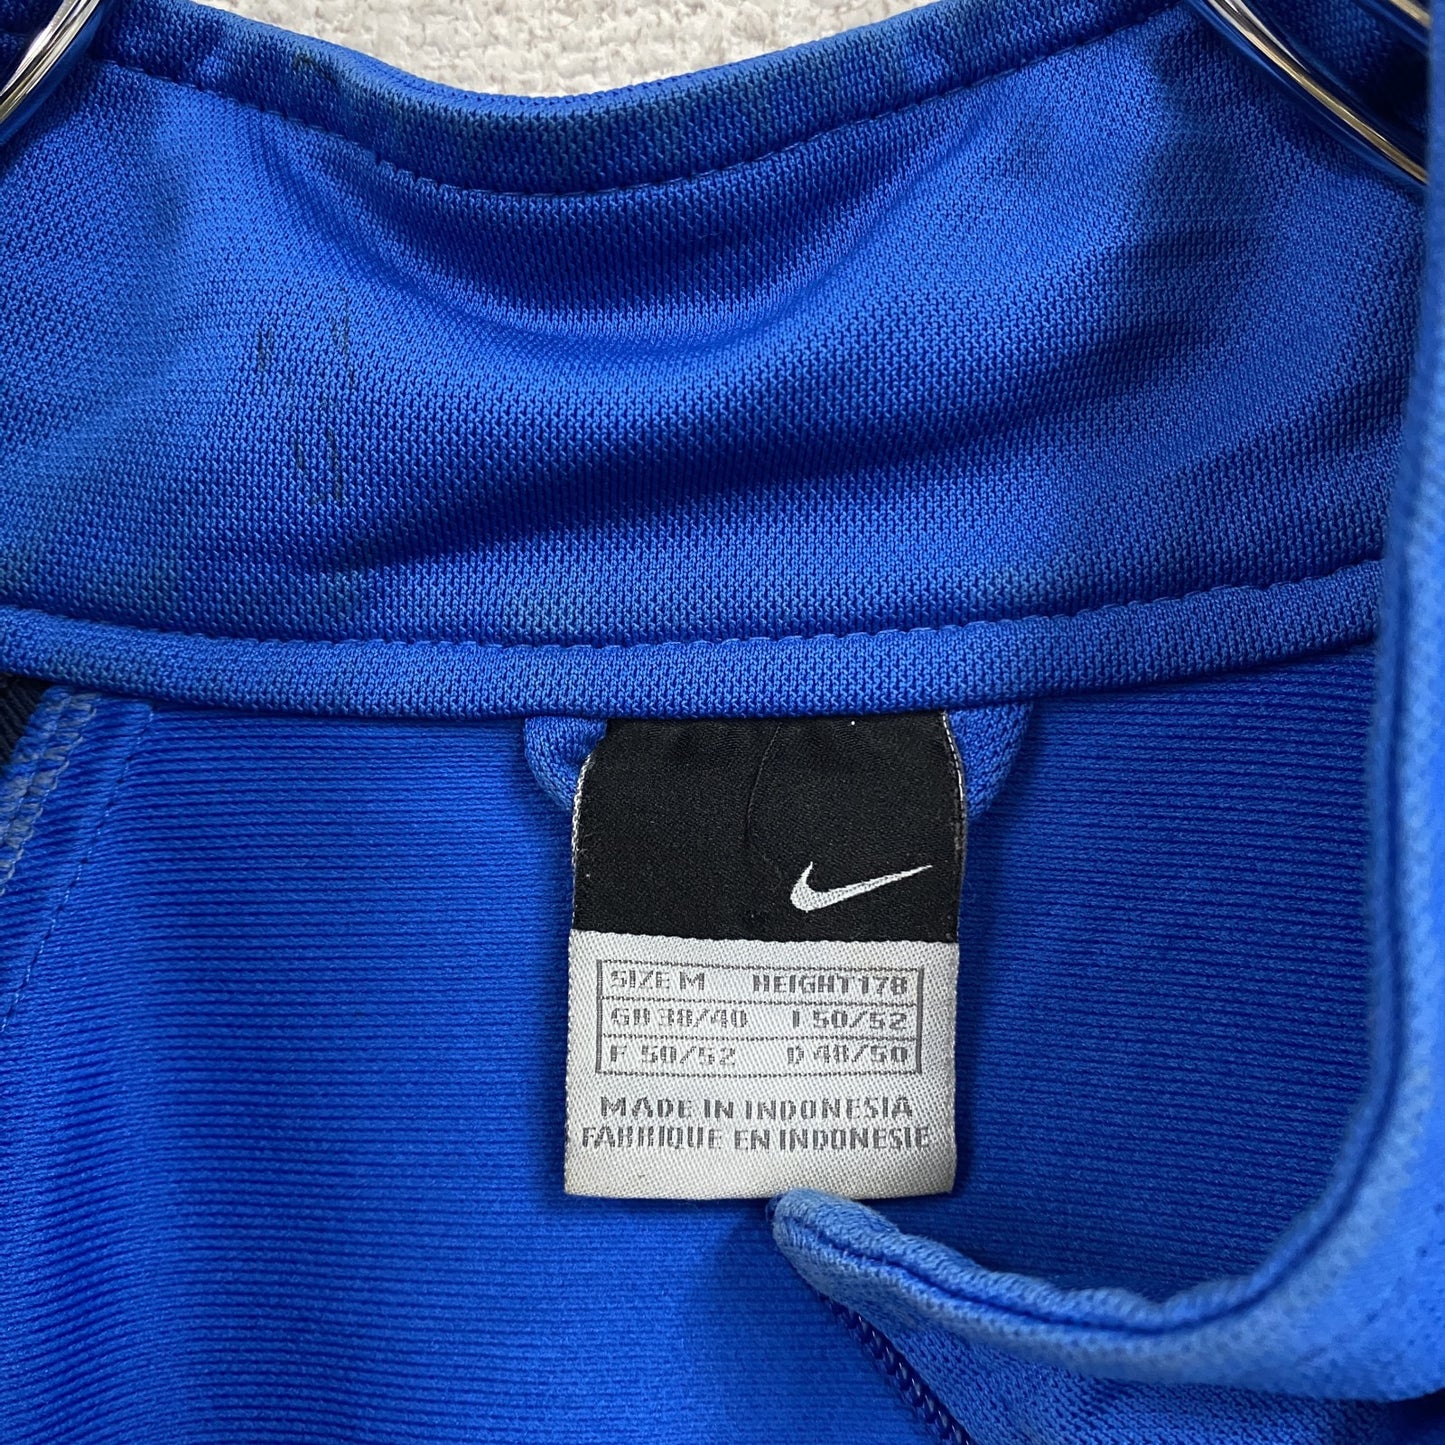 SIZE M HEIGHT 178
GB 38/40 I 50/52
F 50/52 D 48/50
MADE IN INDONESIA
FABRIQUE EN INDONESIE